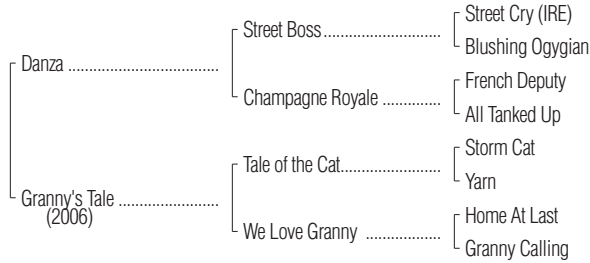 Street Cry (IRE)
Street Boss
Blushing Ogygian
Danza
French Deputy
Champagne Royale
All Tanked Up
Storm Cat
Tale of the Cat
Yarn
Granny's Tale
(2006)
Home At Last
We Love Granny
Granny Calling